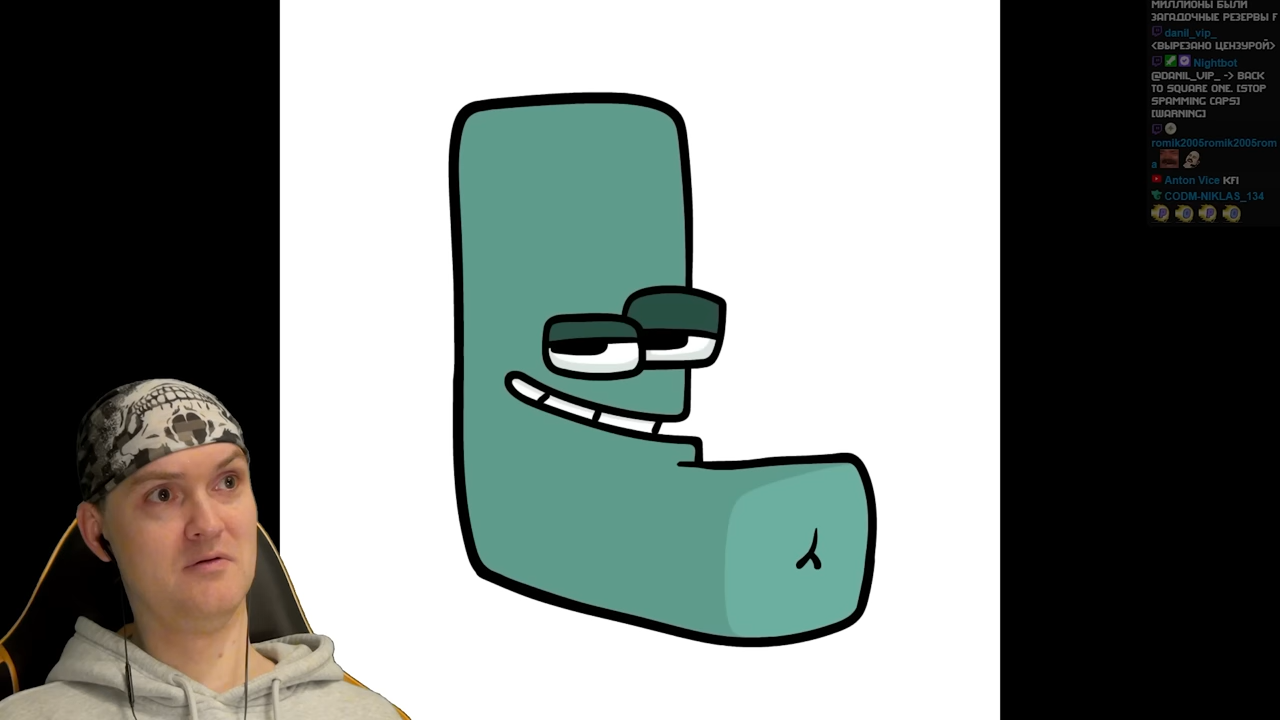 МИЛЛИОНЫ БЫЛИ
ЗАГАДОЧНЫЕ РЕЗЕРВЫ F
danil_vip_
<ВЫРЕЗАНО ЦЕНЗУРОЙ>
Nightbot
@DANIL_VIP_ -> BACK
TO SQUARE ONE. [STOP
SPAMMING CAPS]
[WARNING]
romik2005romik2005rom
a
Anton Vice KFI
CODM-NIKLAS_134